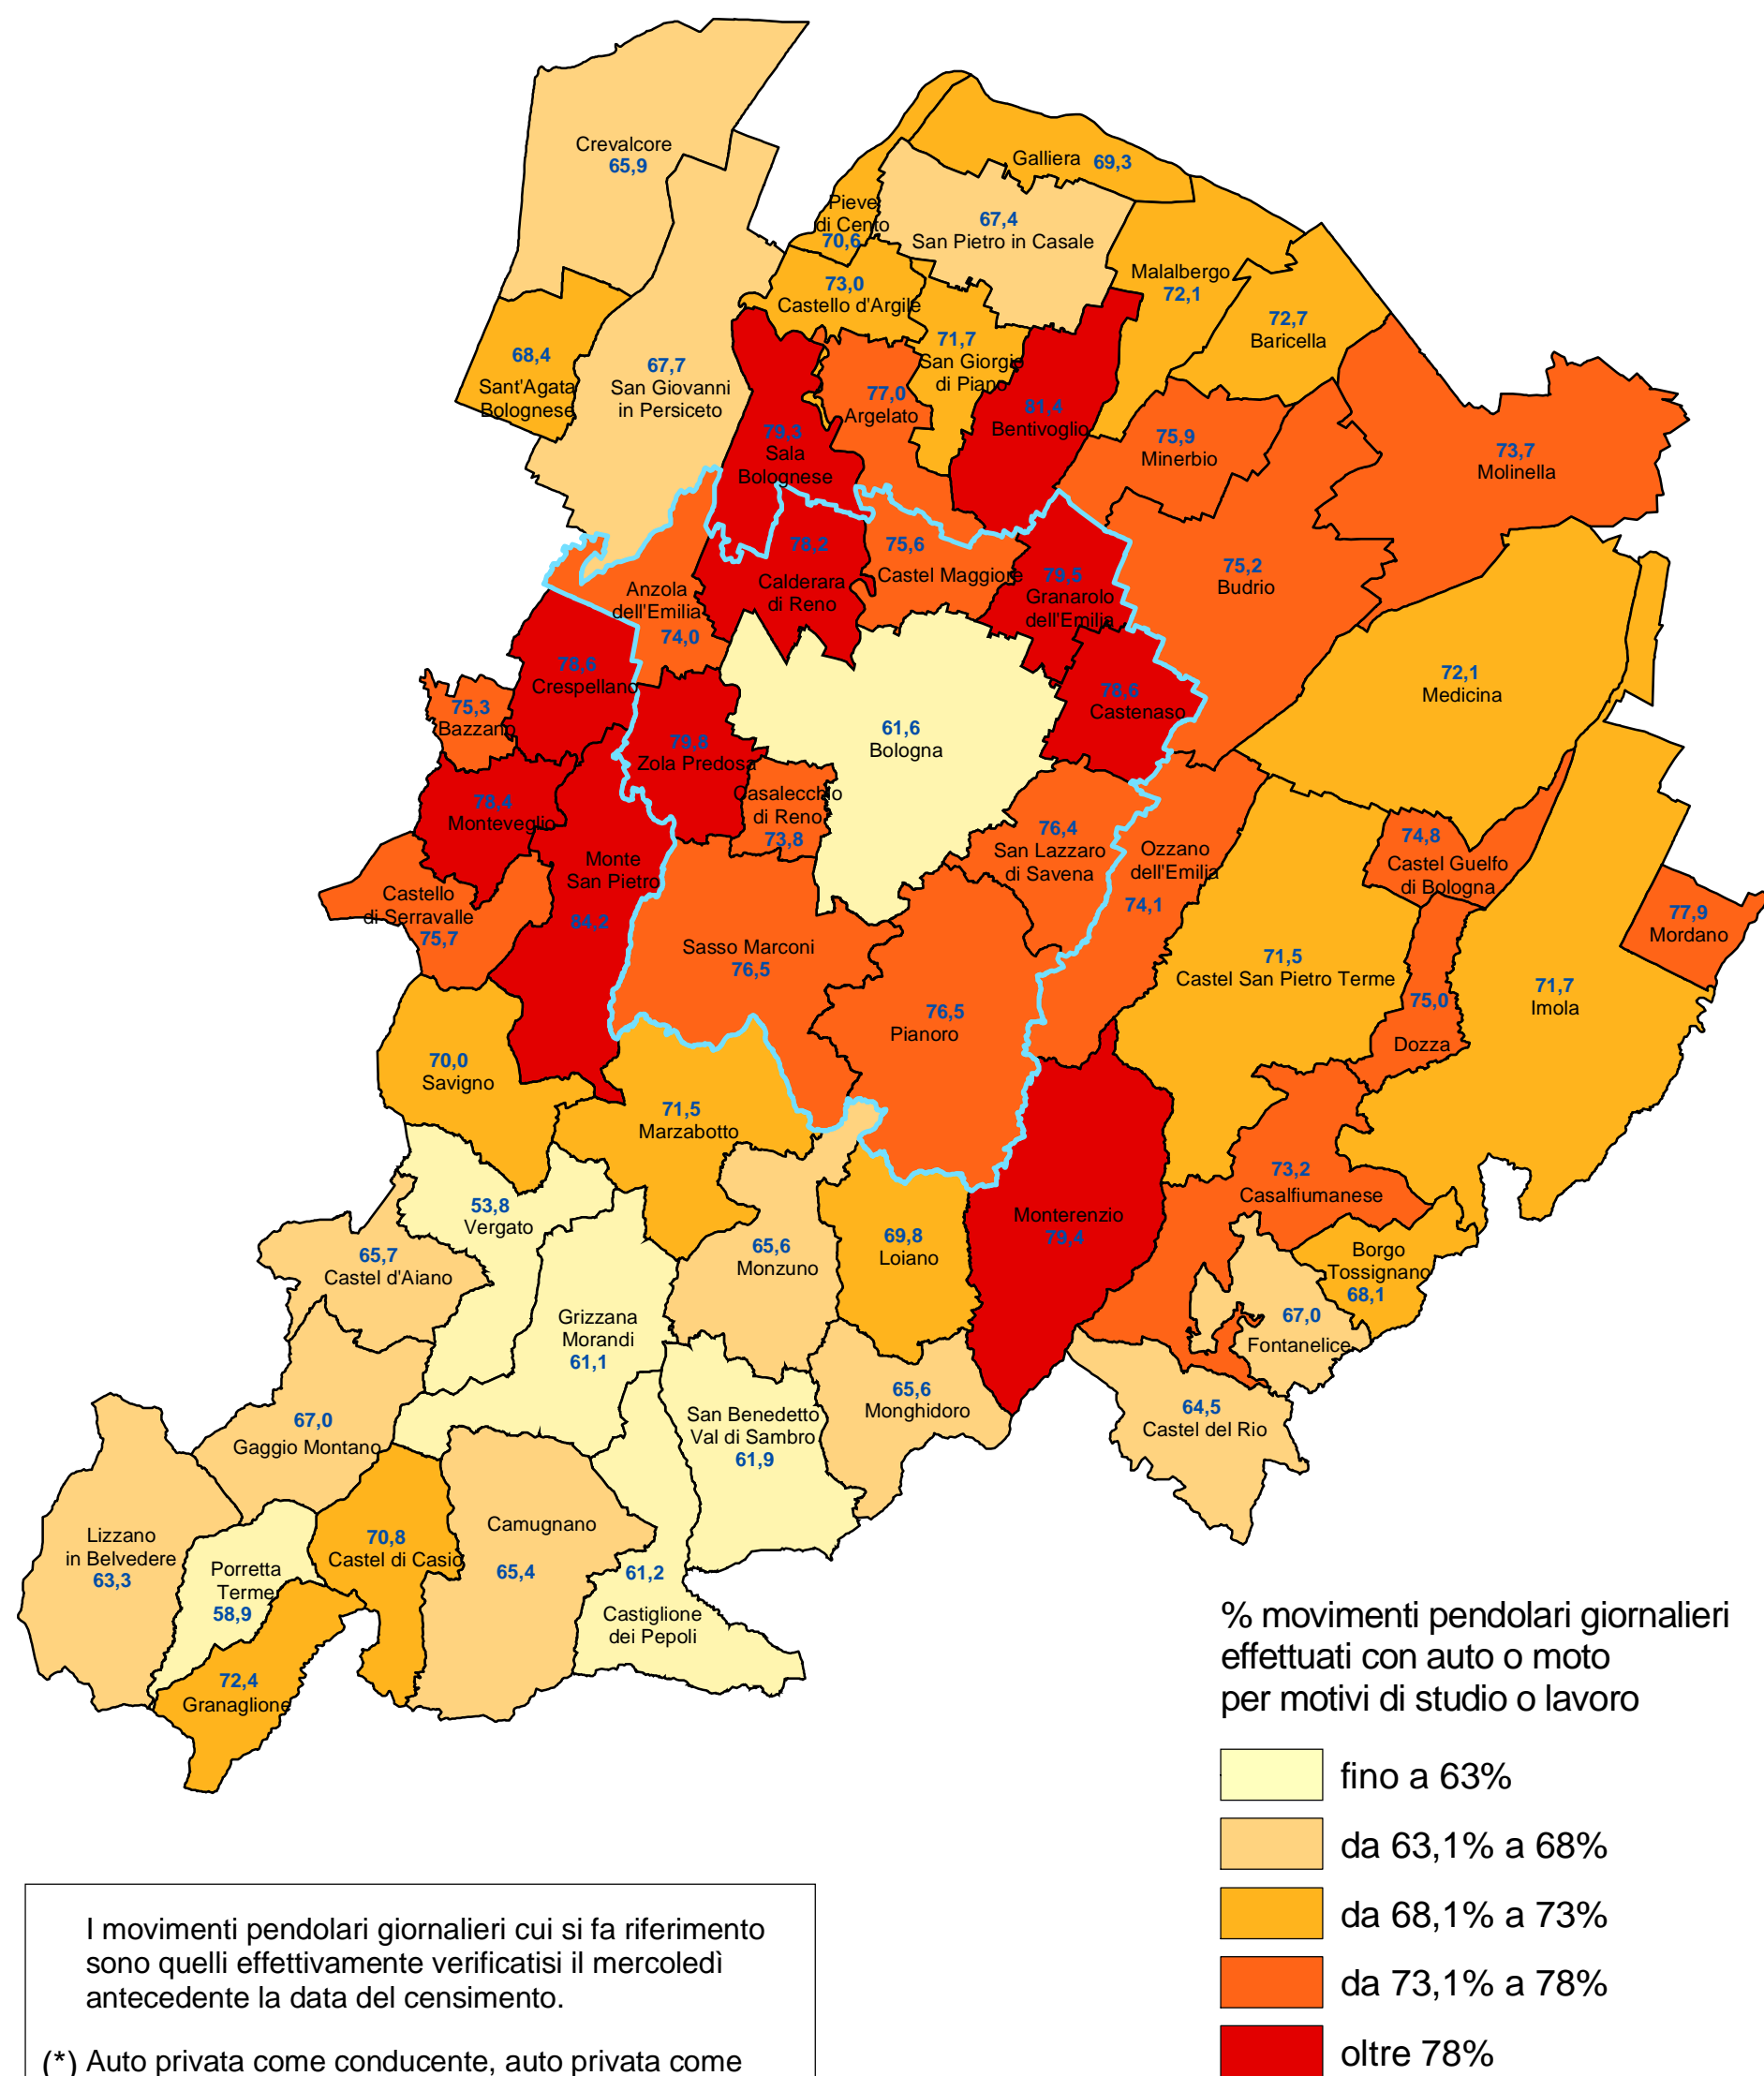 Crevalcore
65,9
Galliera 69,3
Pieve
di Cento
70,6
67,4
San Pietro in Casale
Malalbergo
72,1
73,0
Castello d'Argile
72,7
Baricella
68,4
Sant'Agata
Bolognese
67,7
San Giovanni
in Persiceto
71,7
San Giorgio
di Piano
77,0
Argelato
81,4
Bentivoglio
79,3
Sala
Bolognese
75,9
Minerbio
73,7
Molinella
78,2
Calderara
di Reno
75,6
Castel Maggiore
79,5
Granarolo
dell'Emilia
75,2
Budrio
Anzola
dell'Emilia
74,0
78,6
Crespellano
75,3
Bazzano
79,8
Zola Predosa
61,6
Bologna
78,6
Castenaso
72,1
Medicina
78,4
Monteveglio
Casalecchio
di Reno
73,8
76,4
San Lazzaro
di Savena
Ozzano
dell'Emilia
74,1
74,8
Castel Guelfo
di Bologna
Monte
San Pietro
84,2
Castello
di Serravalle
75,7
Sasso Marconi
76,5
77,9
Mordano
71,5
Castel San Pietro Terme
75,0
Dozza
71,7
Imola
76,5
Pianoro
70,0
Savigno
71,5
Marzabotto
73,2
Casalfiumanese
53,8
Vergato
65,7
Castel d'Aiano
65,6
Monzuno
69,8
Loiano
Monterenzio
79,4
Borgo
Tossignano
68,1
67,0
Fontanelice
Grizzana
Morandi
61,1
65,6
Monghidoro
64,5
Castel del Rio
67,0
Gaggio Montano
San Benedetto
Val di Sambro
61,9
Lizzano
in Belvedere
63,3
Porretta
Terme
58,9
70,8
Castel di Casio
Camugnano
65,4
61,2
Castiglione
dei Pepoli
72,4
Granaglione
% movimenti pendolari giornalieri
effettuati con auto o moto
per motivi di studio o lavoro
fino a 63%
da 63,1% a 68%
da 68,1% a 73%
da 73,1% a 78%
oltre 78%
I movimenti pendolari giornalieri cui si fa riferimento
sono quelli effettivamente verificatisi il mercoledì
antecedente la data del censimento.
(*) Auto privata come conducente, auto privata come